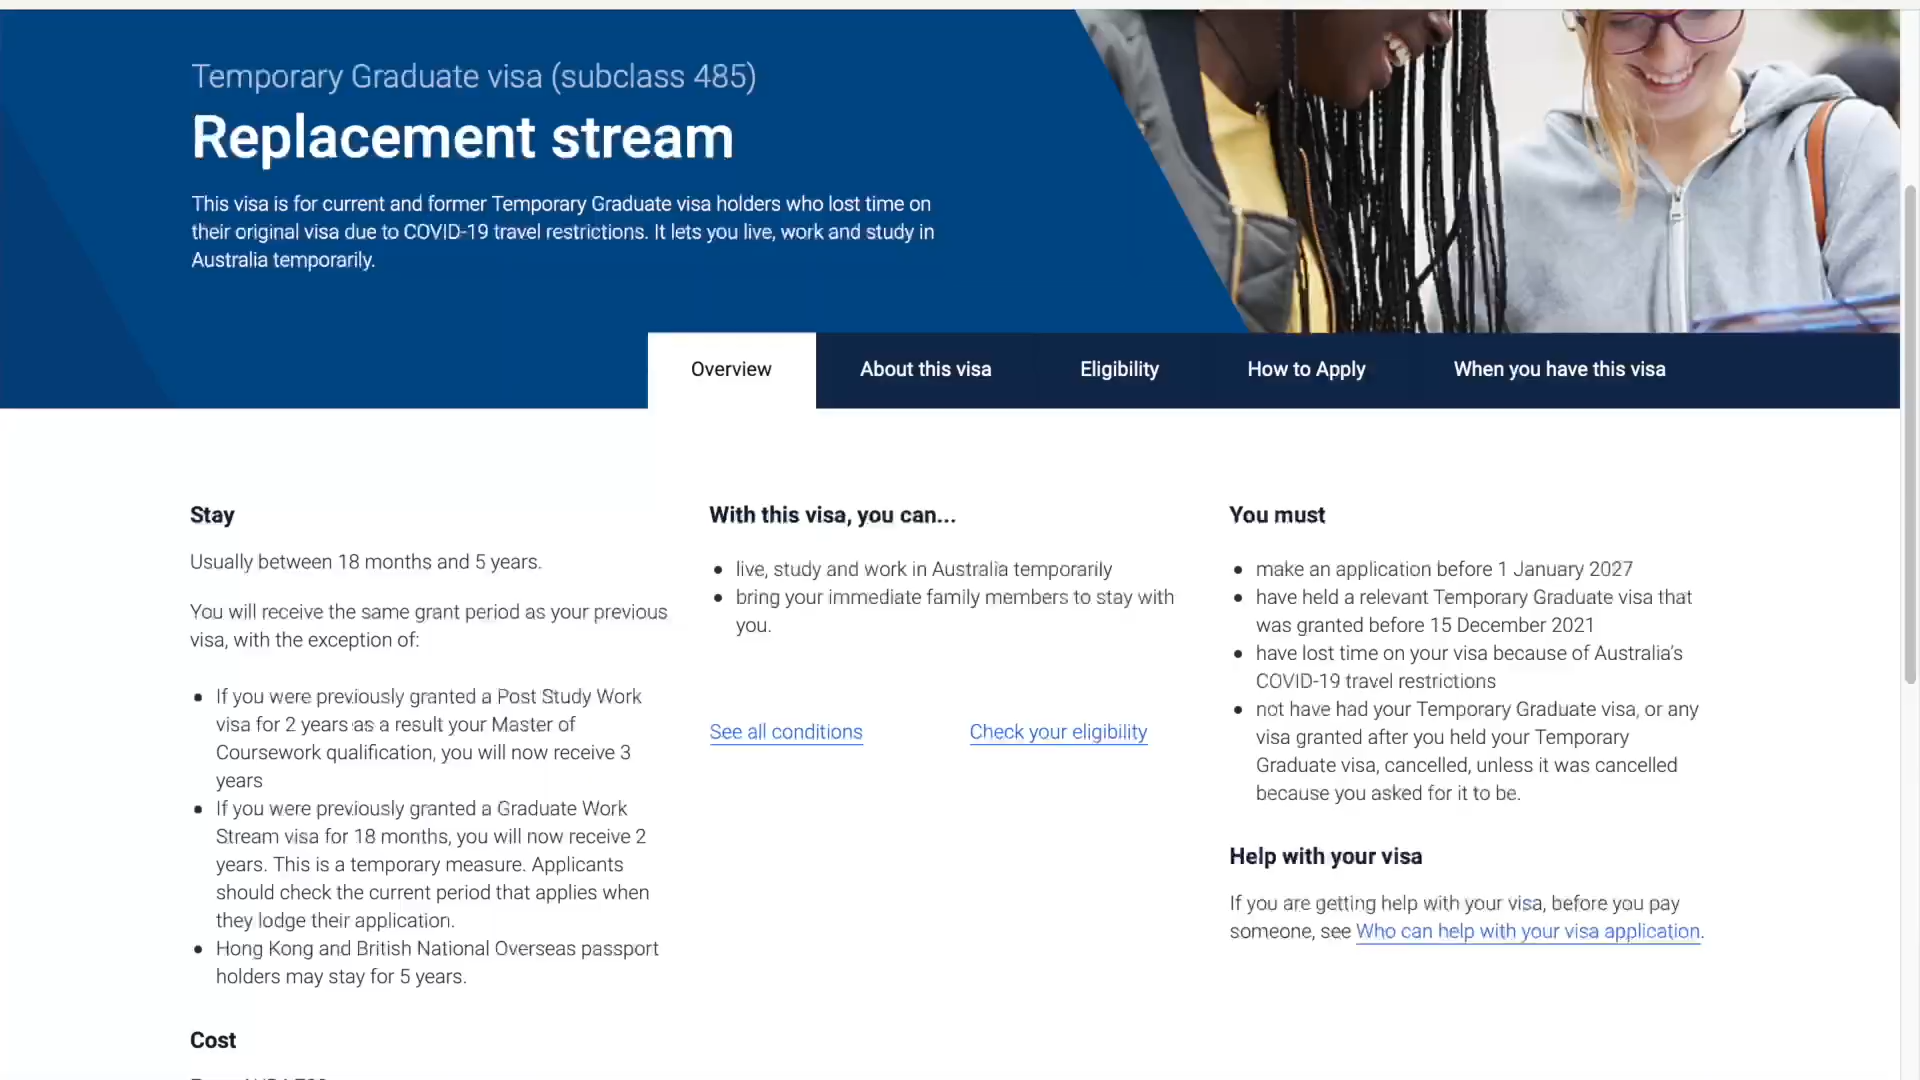 Temporary Graduate visa (subclass 485)
Replacement stream
This visa is for current and former Temporary Graduate visa holders who lost time on
their original visa due to COVID-19 travel restrictions. It lets you live, work and study in
Australia temporarily.
Overview
About this visa
Eligibility
How to Apply
When you have this visa
Stay
Usually between 18 months and 5 years.
You will receive the same grant period as your previous
visa, with the exception of:
If you were previously granted a Post Study Work
visa for 2 years as a result your Master of
Coursework qualification, you will now receive 3
years
If you were previously granted a Graduate Work
Stream visa for 18 months, you will now receive 2
years. This is a temporary measure. Applicants
should check the current period that applies when
they lodge their application.
Hong Kong and British National Overseas passport
holders may stay for 5 years.
Cost
With this visa, you can...
live, study and work in Australia temporarily
bring your immediate family members to stay with
you.
See all conditions
Check your eligibility
You must
make an application before 1 January 2027
have held a relevant Temporary Graduate visa that
was granted before 15 December 2021
have lost time on your visa because of Australia's
COVID-19 travel restrictions
not have had your Temporary Graduate visa, or any
visa granted after you held your Temporary
Graduate visa, cancelled, unless it was cancelled
because you asked for it to be.
Help with your visa
If you are getting help with your visa, before you pay
someone, see Who can help with your visa application.